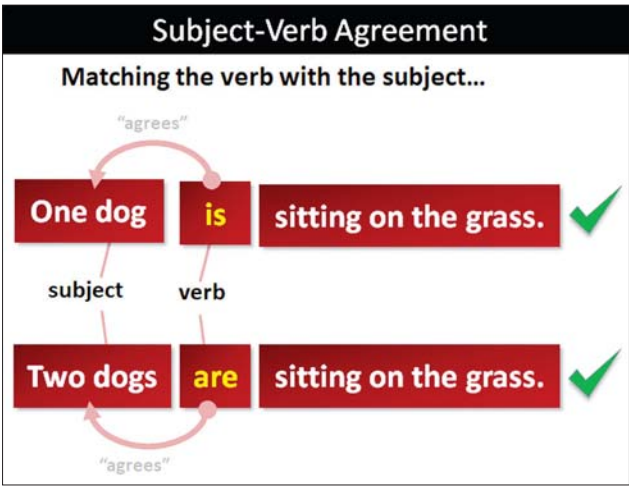 Subject-Verb Agreement
Matching the verb with the subject...
"agrees"
One dog is sitting on the grass.
subject verb
Two dogs are sitting on the grass.
"agrees"